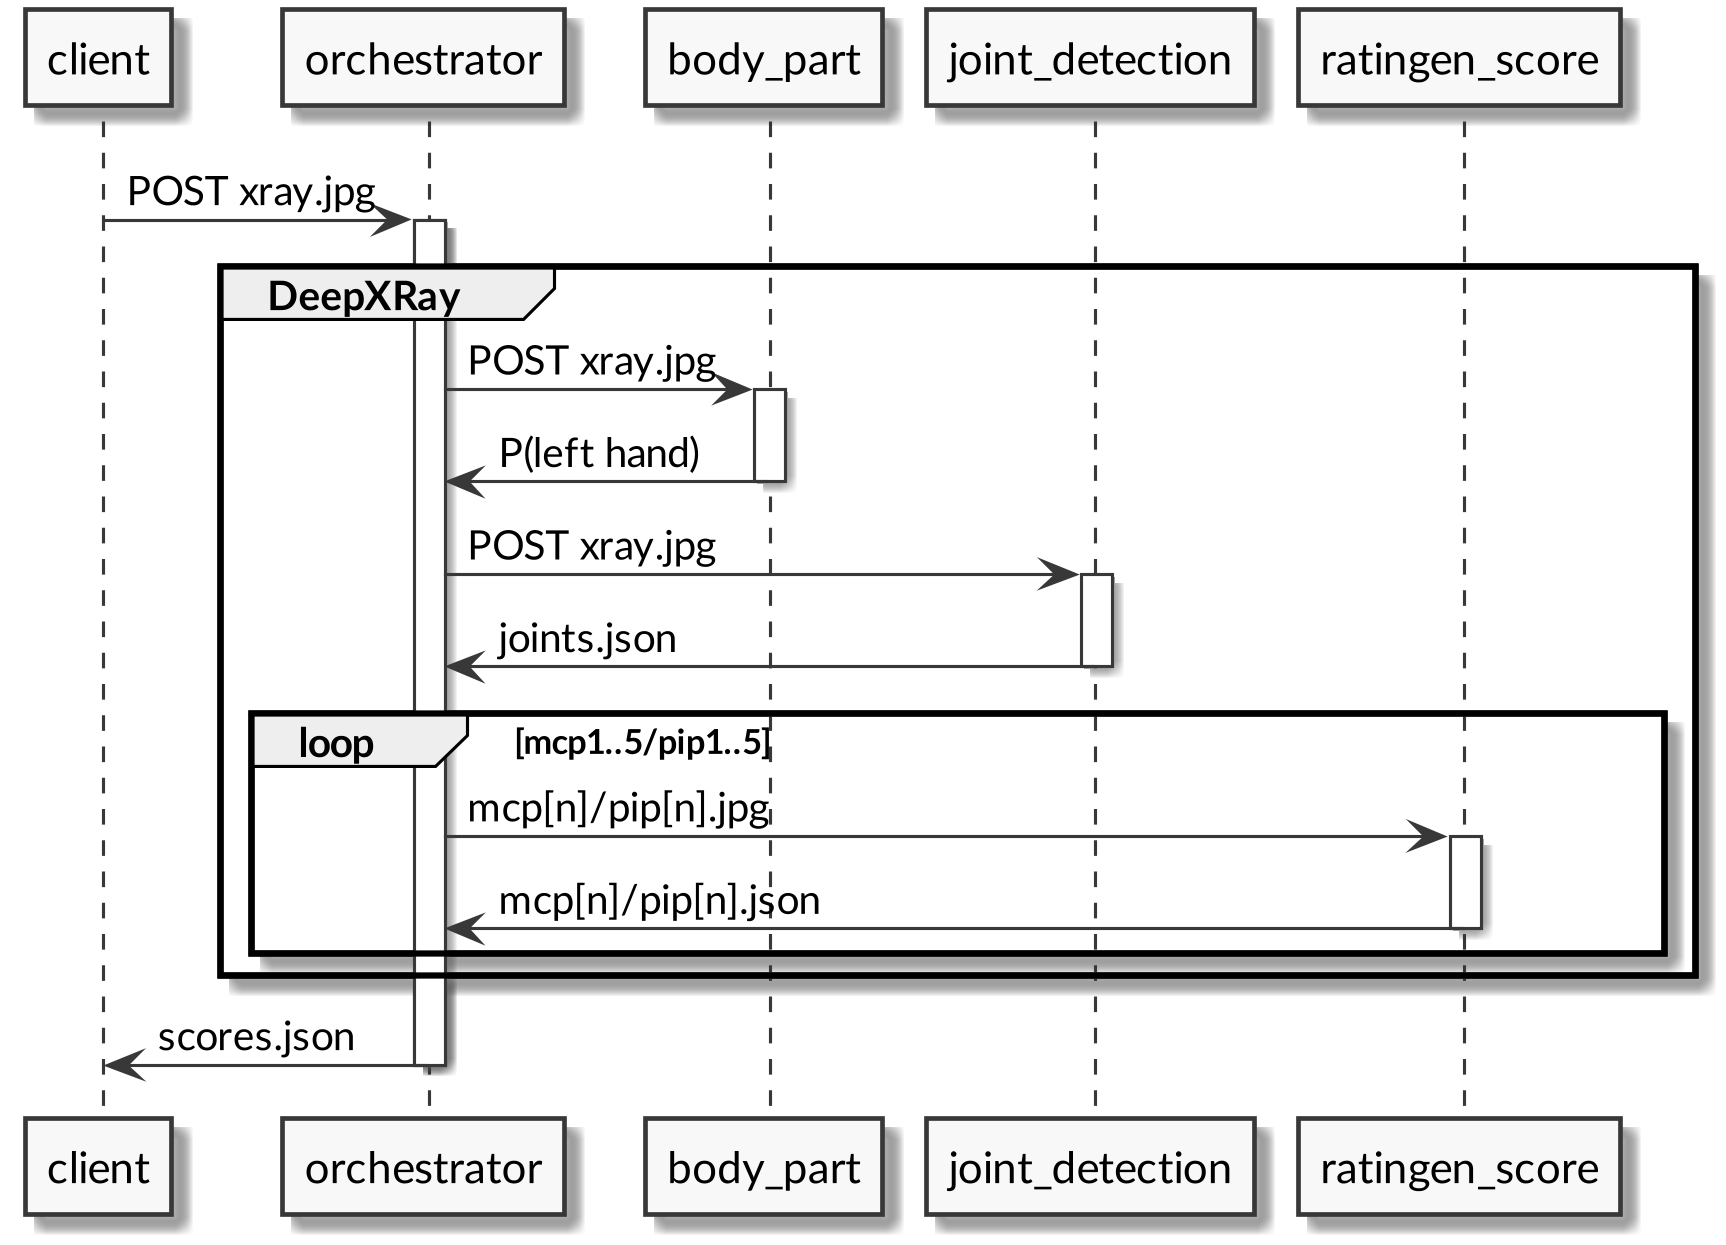 client
orchestrator
body_part
joint_detection
ratingen_score
POST xray.jpg
DeepXRay
POST xray.jpg
P(left hand)
POST xray.jpg
joints.json
loop [mcp1..5/pip1..5]
mcp[n]/pip[n].jpg
mcp[n]/pip[n].json
scores.json
client
orchestrator
body_part
joint_detection
ratingen_score